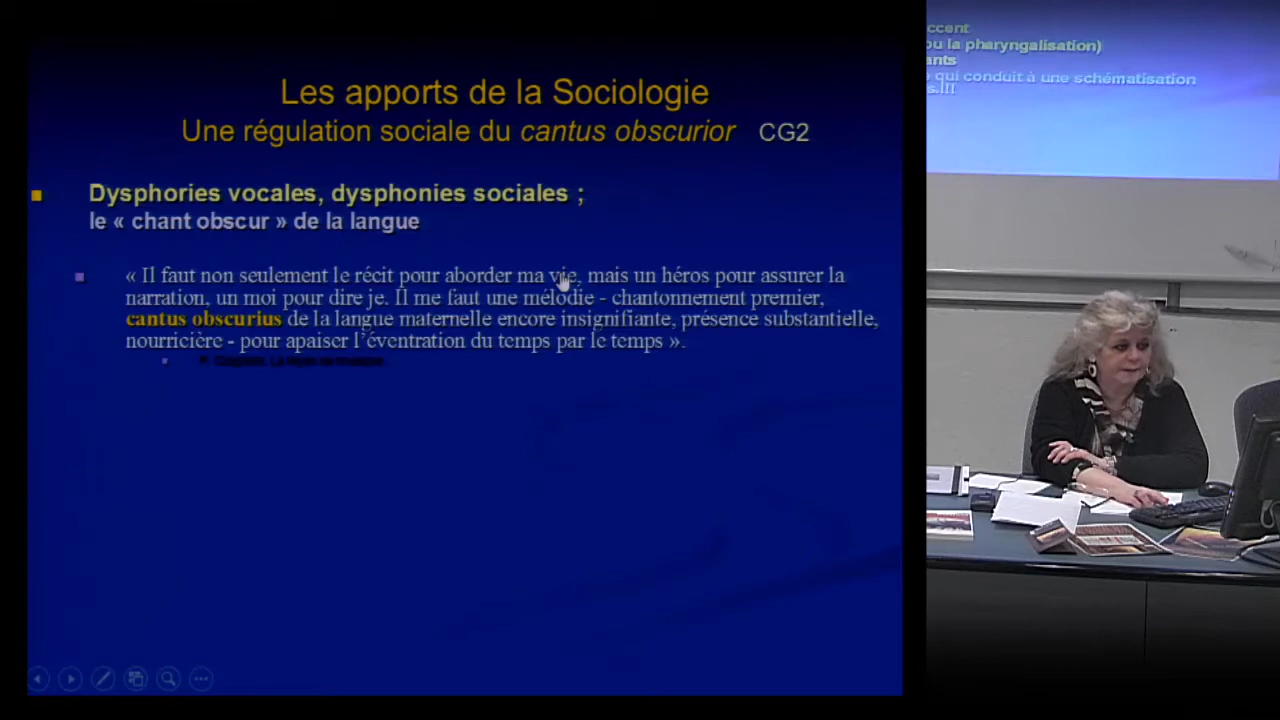 Les apports de la Sociologie
Une régulation sociale du cantus obscurior CG2
Dysphories vocales, dysphonies sociales ;
le « chant obscur » de la langue
« Il faut non seulement le récit pour aborder ma vie, mais un héros pour assurer la
narration, un moi pour dire je. Il me faut une mélodie - chantonnement premier,
cantus obscurius de la langue maternelle encore insignifiante, présence substantielle,
nourricière - pour apaiser l’éventration du temps par le temps ».
ccent
ou la pharyngalisation)
ants
e qui conduit à une schématisation
s.!!!